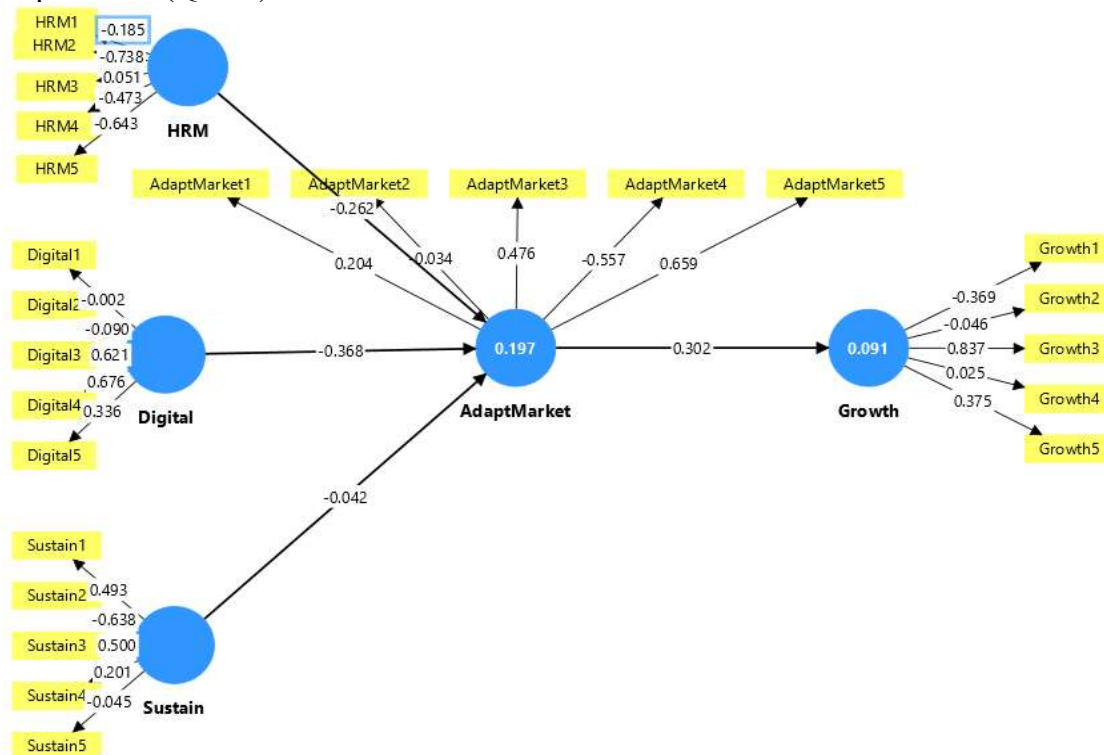 HRM1
-0.185
HRM2
-0.738
HRM3
0.051
-0.473
HRM4
-0.643
HRM5
HRM
AdaptMarket1
AdaptMarket2
AdaptMarket3
AdaptMarket4
AdaptMarket5
-0.262
0.204
-0.034
0.476
-0.557
0.659
Digital1
-0.002
Digital2
-0.090
Digital3
0.621
0.676
Digital4
0.336
Digital5
Digital
-0.368
0.197
AdaptMarket
0.302
0.091
Growth
Growth1
-0.369
Growth2
-0.046
Growth3
0.837
0.025
Growth4
0.375
Growth5
-0.042
Sustain1
0.493
Sustain2
-0.638
Sustain3
0.500
0.201
Sustain4
-0.045
Sustain5
Sustain